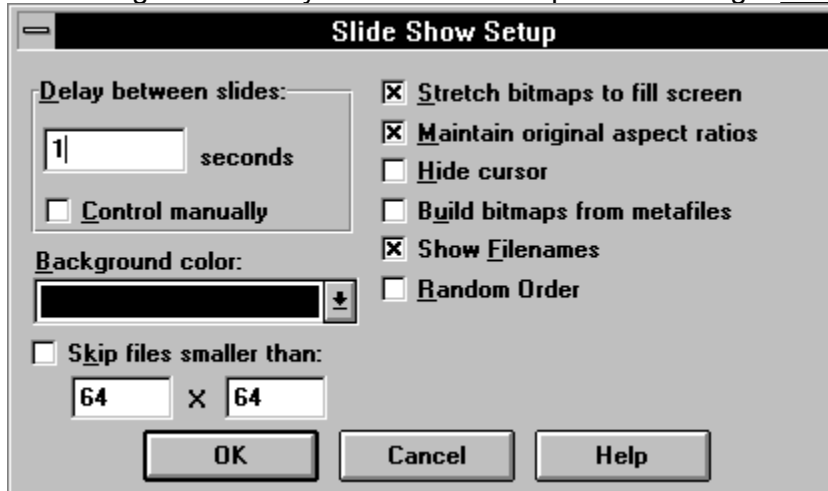 Slide Show Setup
Delay between slides:
1 seconds
Control manually
Background color:
Skip files smaller than:
64 X 64
Stretch bitmaps to fill screen
Maintain original aspect ratios
Hide cursor
Build bitmaps from metafiles
Show Filenames
Random Order
OK Cancel Help